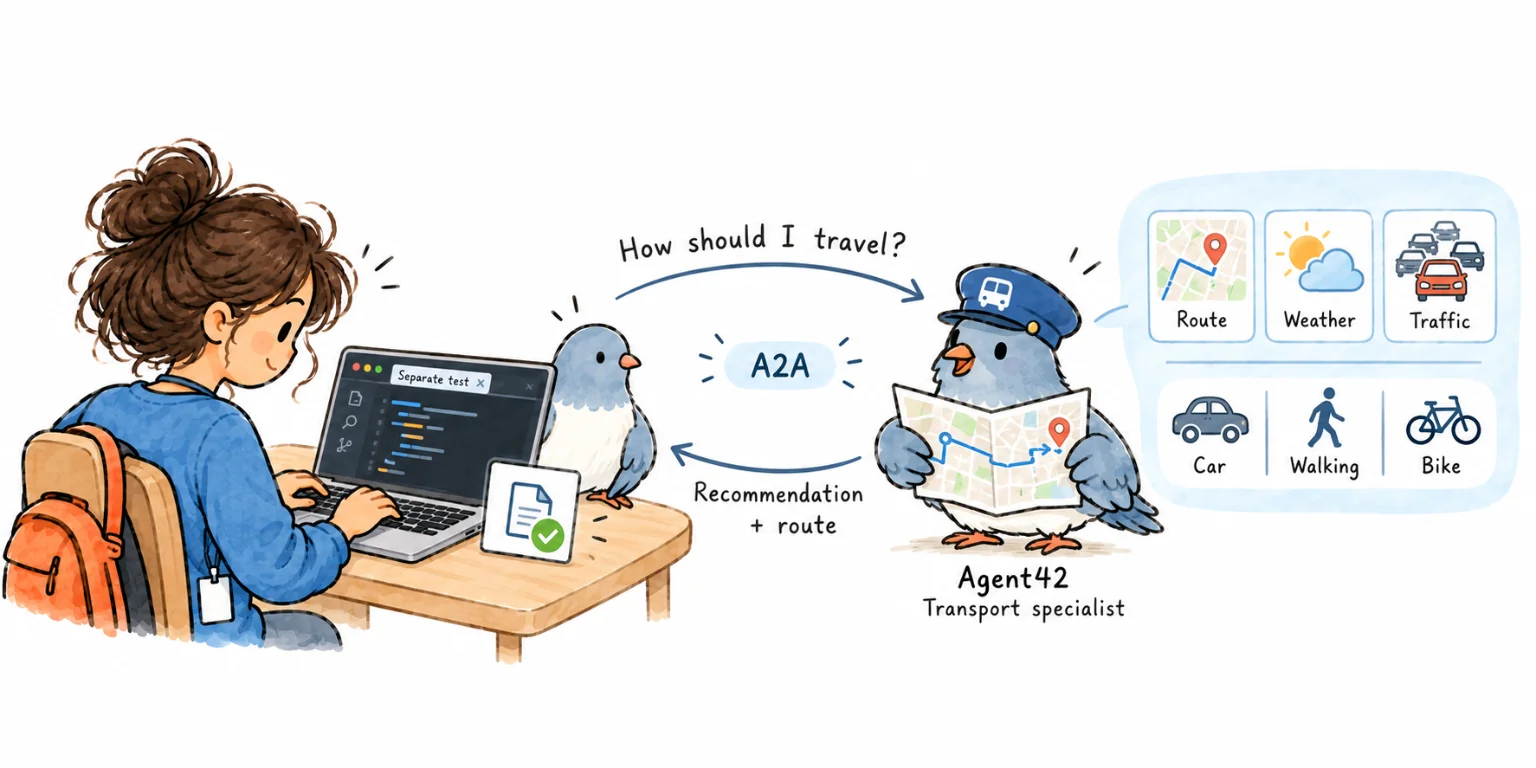 Separate test
How should I travel?
A2A
Recommendation
+ route
Agent42
Transport specialist
Route
Weather
Traffic
Car
Walking
Bike